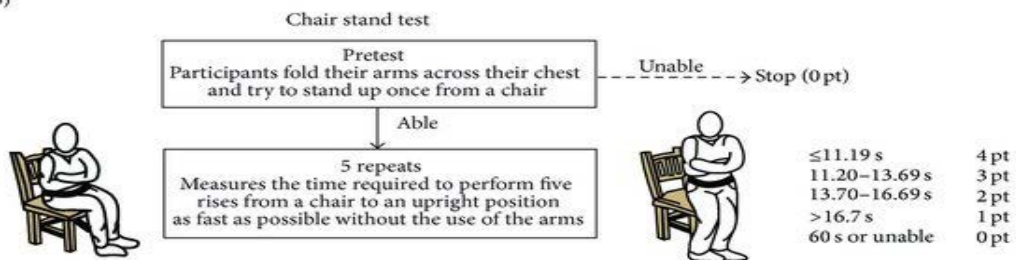 Chair stand test
Pretest
Participants fold their arms across their chest
and try to stand up once from a chair
Unable
Stop (0 pt)
Able
5 repeats
Measures the time required to perform five
rises from a chair to an upright position
as fast as possible without the use of the arms
≤11.19 s 4 pt
11.20–13.69 s 3 pt
13.70–16.69 s 2 pt
>16.7 s 1 pt
60 s or unable 0 pt